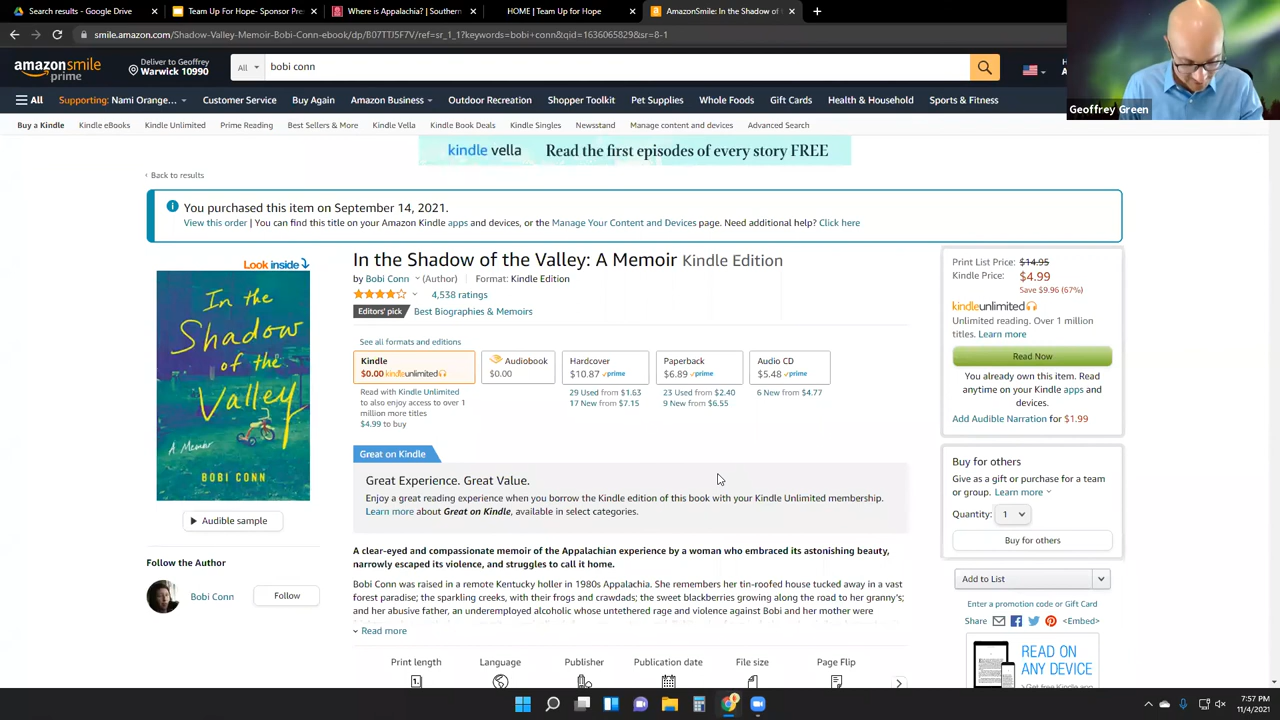 Search results - Google Drive
Team Up For Hope- Sponsor Pr
Where is Appalachia? | Southern
HOME | Team Up For Hope
AmazonSmile: In the Shadow of
smile.amazon.com/Shadow-Valley-Memoir-Bobi-Conn-ebook/dp/B07TTJ5F7V/ref=sr_1_1?keywords=bobi+conn&qid=1636065829&sr=8-1
amazonsmile
prime
Deliver to Geoffrey
Warwick 10990
All
bobi conn
All
Supporting: Nami Orange...
Customer Service
Buy Again
Amazon Business
Outdoor Recreation
Shopper Toolkit
Pet Supplies
Whole Foods
Gift Cards
Health & Household
Sports & Fitness
Geoffrey Green
Buy a Kindle
Kindle eBooks
Kindle Unlimited
Prime Reading
Best Sellers & More
Kindle Vella
Kindle Book Deals
Kindle Singles
Newsstand
Manage content and devices
Advanced Search
kindle vella Read the first episodes of every story FREE
‹ Back to results
You purchased this item on September 14, 2021.
View this order | You can find this title on your Amazon Kindle apps and devices, or the Manage Your Content and Devices page. Need additional help? Click here
Look inside
In the
Shadow
of the
Valley
A Memoir
BOBI CONN
Audible sample
Follow the Author
Bobi Conn
Follow
In the Shadow of the Valley: A Memoir Kindle Edition
by Bobi Conn (Author) | Format: Kindle Edition
4,538 ratings
Editors' pick Best Biographies & Memoirs
See all formats and editions
Kindle
$0.00 kindleunlimited
Read with Kindle Unlimited
to also enjoy access to over 1
million more titles
$4.99 to buy
Audiobook
$0.00
Hardcover
$10.87 prime
29 Used from $1.63
17 New from $7.15
Paperback
$6.89 prime
23 Used from $2.40
9 New from $6.55
Audio CD
$5.48 prime
6 New from $4.77
Great on Kindle
Great Experience. Great Value.
Enjoy a great reading experience when you borrow the Kindle edition of this book with your Kindle Unlimited membership.
Learn more about Great on Kindle, available in select categories.
A clear-eyed and compassionate memoir of the Appalachian experience by a woman who embraced its astonishing beauty,
narrowly escaped its violence, and struggles to call it home.
Bobi Conn was raised in a remote Kentucky holler in 1980s Appalachia. She remembers her tin-roofed house tucked away in a vast
forest paradise; the sparkling creeks, with their frogs and crawdads; the sweet blackberries growing along the road to her granny's;
and her abusive father, an underemployed alcoholic whose untethered rage and violence against Bobi and her mother were
Read more
Print length
Language
Publisher
Publication date
File size
Page Flip
Print List Price: $14.95
Kindle Price: $4.99
Save $9.96 (67%)
kindleunlimited
Unlimited reading. Over 1 million
titles. Learn more
Read Now
You already own this item. Read
anytime on your Kindle apps and
devices.
Add Audible Narration for $1.99
Buy for others
Give as a gift or purchase for a team
or group. Learn more
Quantity: 1
Buy for others
Add to List
Enter a promotion code or Gift Card
Share <Embed>
READ ON
ANY DEVICE
Get free Kindle app
7:57 PM
11/4/2021